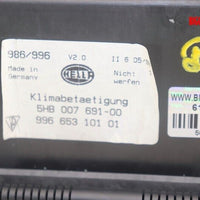 986/996 V2.0 11 6 05
Made in
Germany
HELLA
Nicht
werfen
Klimabetaetigung
5HB 007 691-00
996 653 101 01
WWW.B